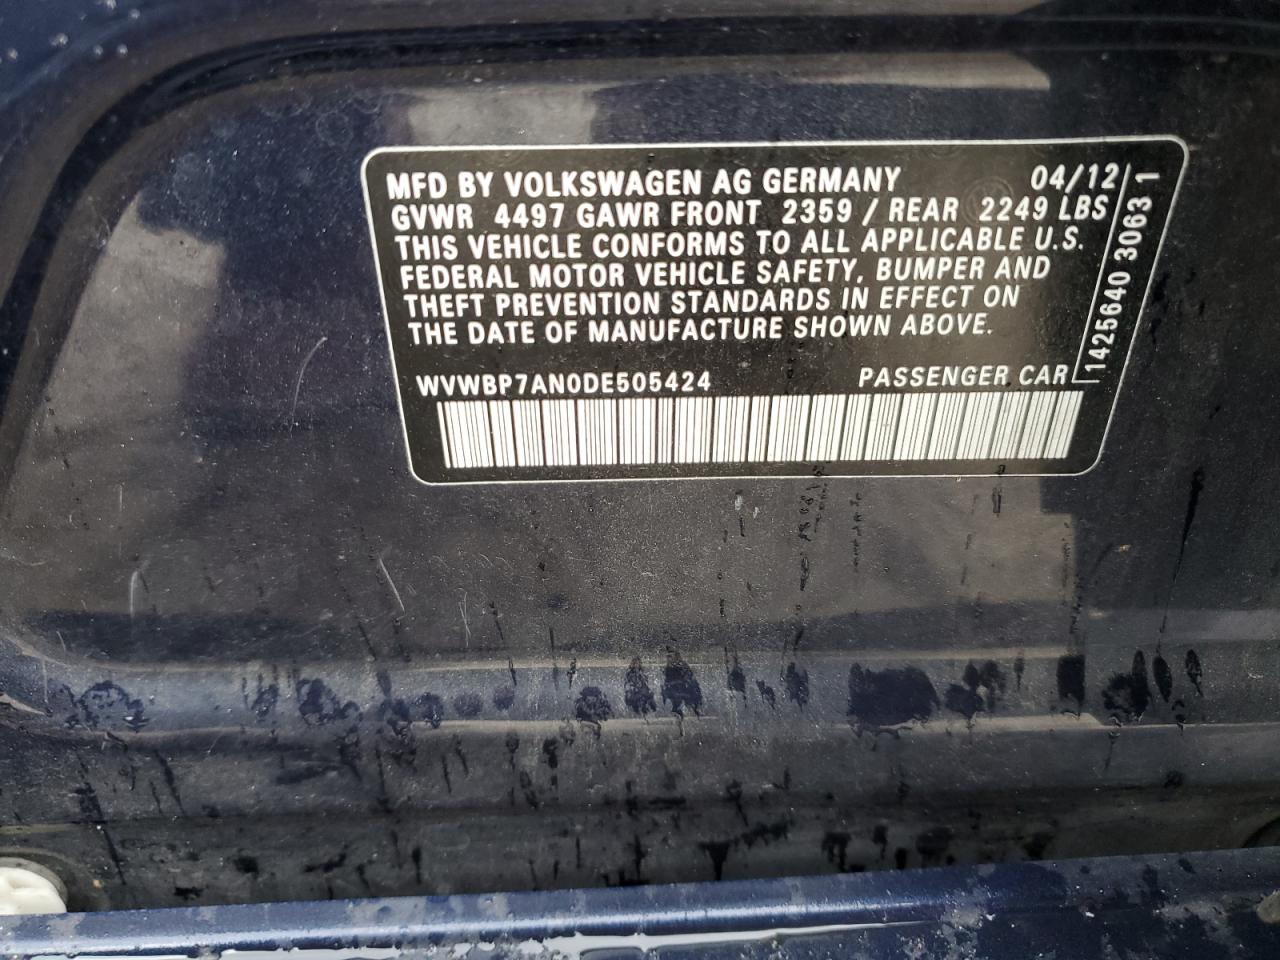 MFD BY VOLKSWAGEN AG GERMANY 04/12
GVWR 4497 GAWR FRONT 2359 / REAR 2249 LBS
THIS VEHICLE CONFORMS TO ALL APPLICABLE U.S.
FEDERAL MOTOR VEHICLE SAFETY, BUMPER AND
THEFT PREVENTION STANDARDS IN EFFECT ON
THE DATE OF MANUFACTURE SHOWN ABOVE.
WVWBP7AN0DE505424 PASSENGER CAR
1425640 3063 1